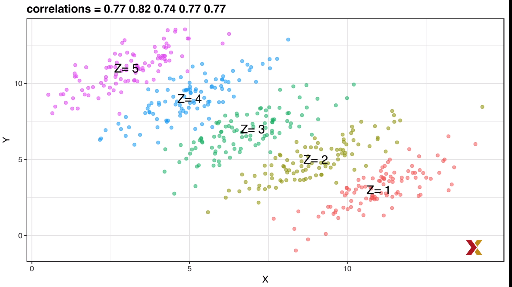 correlations = 0.77 0.82 0.74 0.77 0.77
Z= 5
Z= 4
Z= 3
Z= 2
Z= 1
10
5
0
Y
0 5 10
X
X